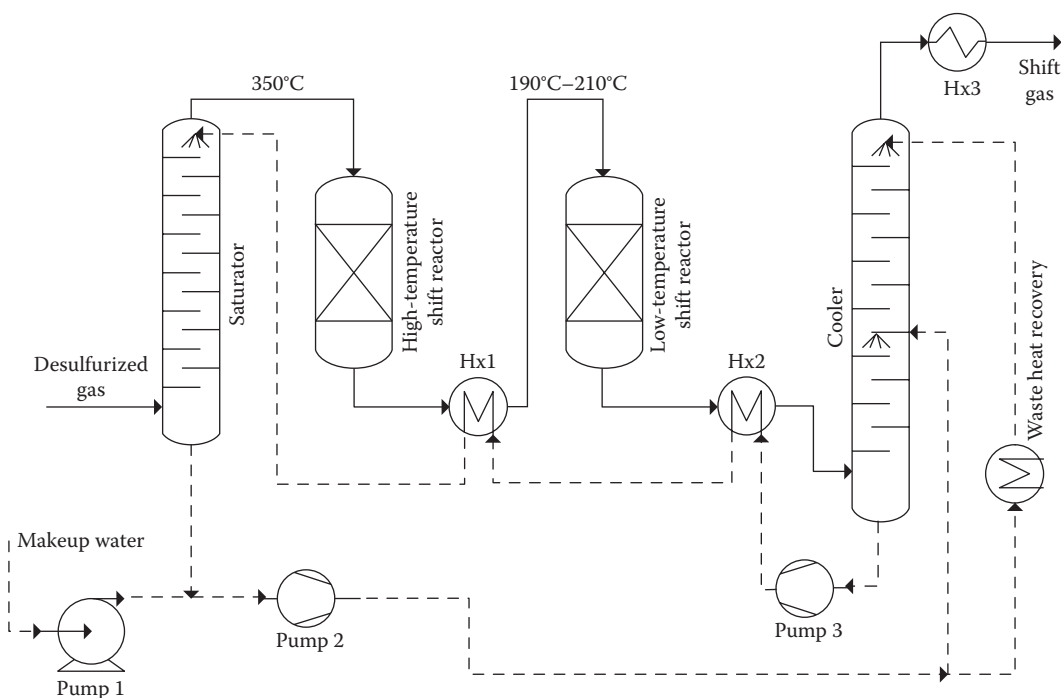 350°C
190°C–210°C
Hx3
Shift
gas
Saturator
High-temperature
shift reactor
Low-temperature
shift reactor
Cooler
Desulfurized
gas
Hx1
Hx2
Waste heat recovery
Makeup water
Pump 1
Pump 2
Pump 3